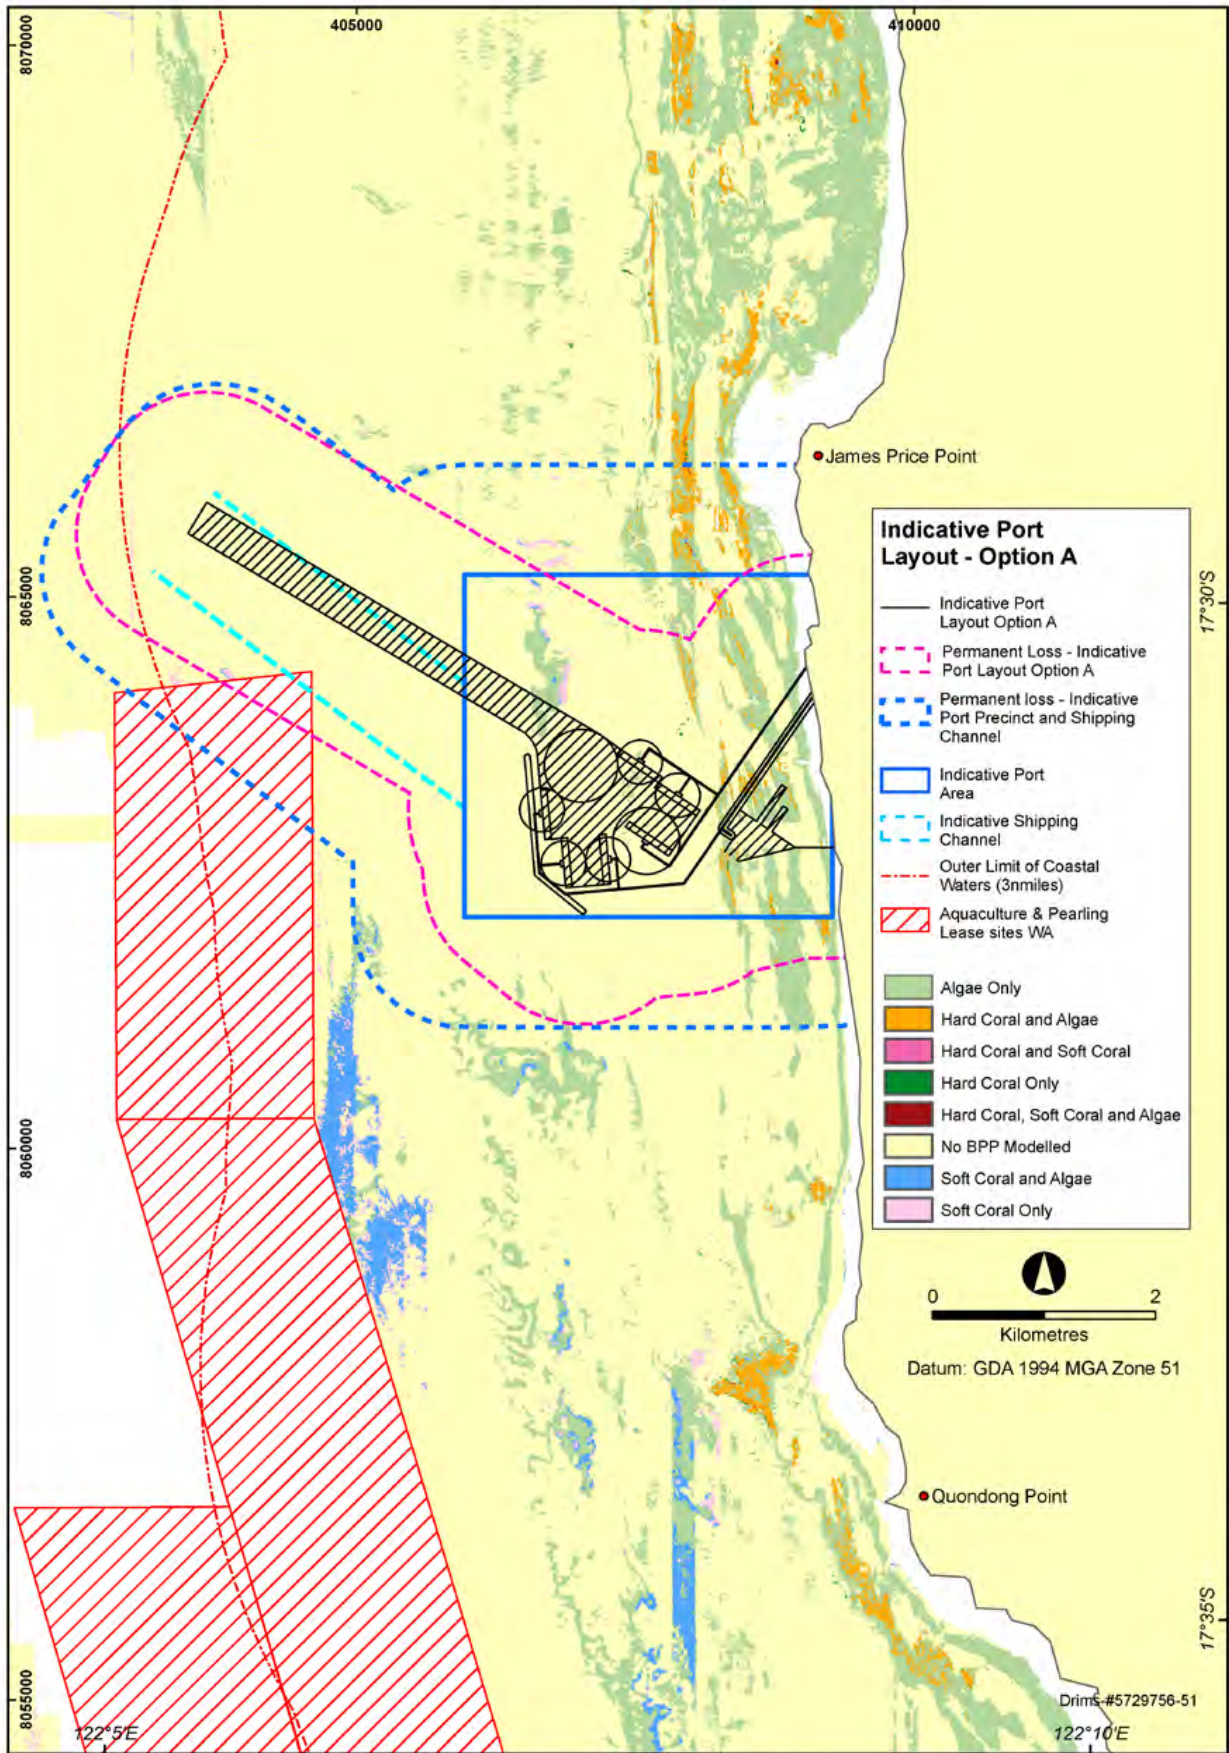 405000
410000
8070000
James Price Point
Indicative Port
Layout - Option A
Indicative Port
Layout Option A
Permanent Loss - Indicative
Port Layout Option A
Permanent loss - Indicative
Port Precinct and Shipping
Channel
Indicative Port
Area
Indicative Shipping
Channel
Outer Limit of Coastal
Waters (3nmiles)
Aquaculture & Pearling
Lease sites WA
Algae Only
Hard Coral and Algae
Hard Coral and Soft Coral
Hard Coral Only
Hard Coral, Soft Coral and Algae
No BPP Modelled
Soft Coral and Algae
Soft Coral Only
8065000
17°30'S
8060000
0
2
Kilometres
Datum: GDA 1994 MGA Zone 51
Quondong Point
17°35'S
8055000
Drims-#5729756-51
122°5'E
122°10'E